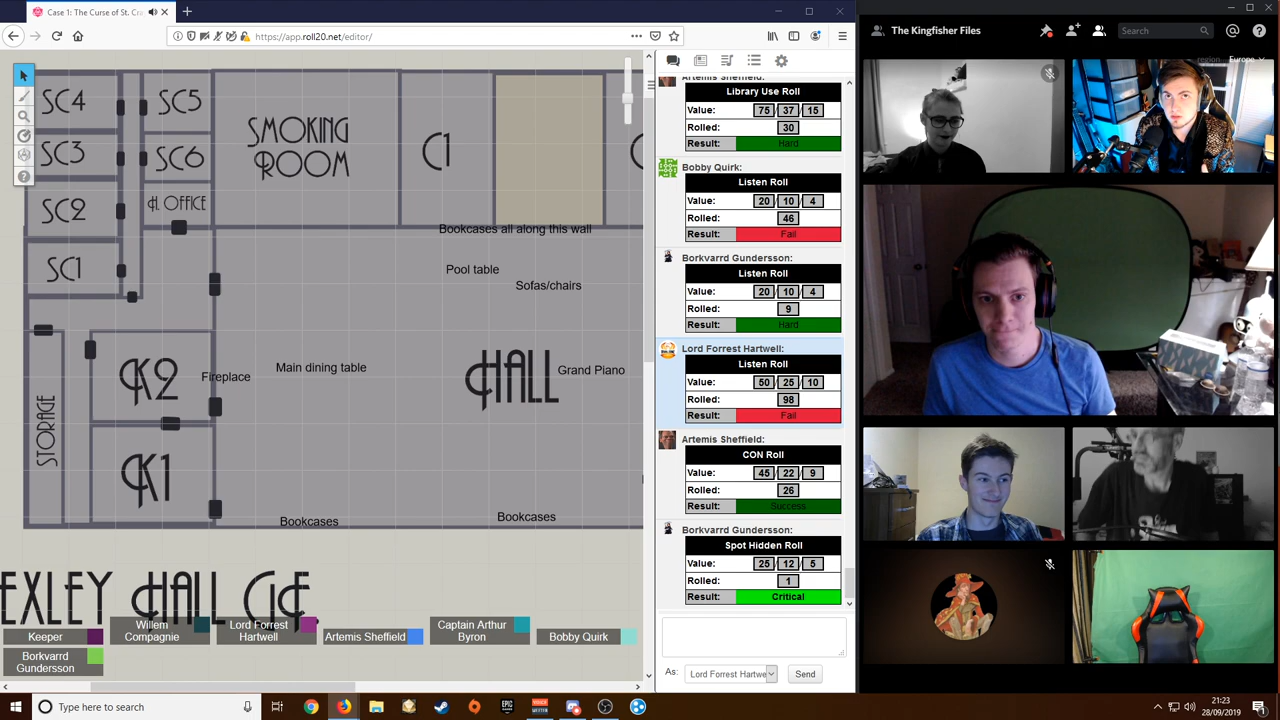 Case 1: The Curse of St. Cra
https://app.roll20.net/editor/
SC4
SC5
SC3
SC6
SC2
H. OFFICE
SC1
SMOKING
ROOM
C1
Bookcases all along this wall
Pool table
Sofas/chairs
K2
Fireplace
Main dining table
HALL
Grand Piano
STORAGE
K1
Bookcases
Bookcases
EXLEY HALL
Keeper
Willem
Compagnie
Lord Forrest
Hartwell
Artemis Sheffield
Captain Arthur
Byron
Bobby Quirk
Borkvarrd
Gundersson
Artemis Sheffield:
Library Use Roll
Value: 75 37 15
Rolled: 30
Result: Hard
Bobby Quirk:
Listen Roll
Value: 20 10 4
Rolled: 46
Result: Fail
Borkvarrd Gundersson:
Listen Roll
Value: 20 10 4
Rolled: 9
Result: Hard
Lord Forrest Hartwell:
Listen Roll
Value: 50 25 10
Rolled: 98
Result: Fail
Artemis Sheffield:
CON Roll
Value: 45 22 9
Rolled: 26
Result: Success
Borkvarrd Gundersson:
Spot Hidden Roll
Value: 25 12 5
Rolled: 1
Result: Critical
As: Lord Forrest Hartwe
Send
The Kingfisher Files
Search
region Europe
Type here to search
21:23
28/09/2019